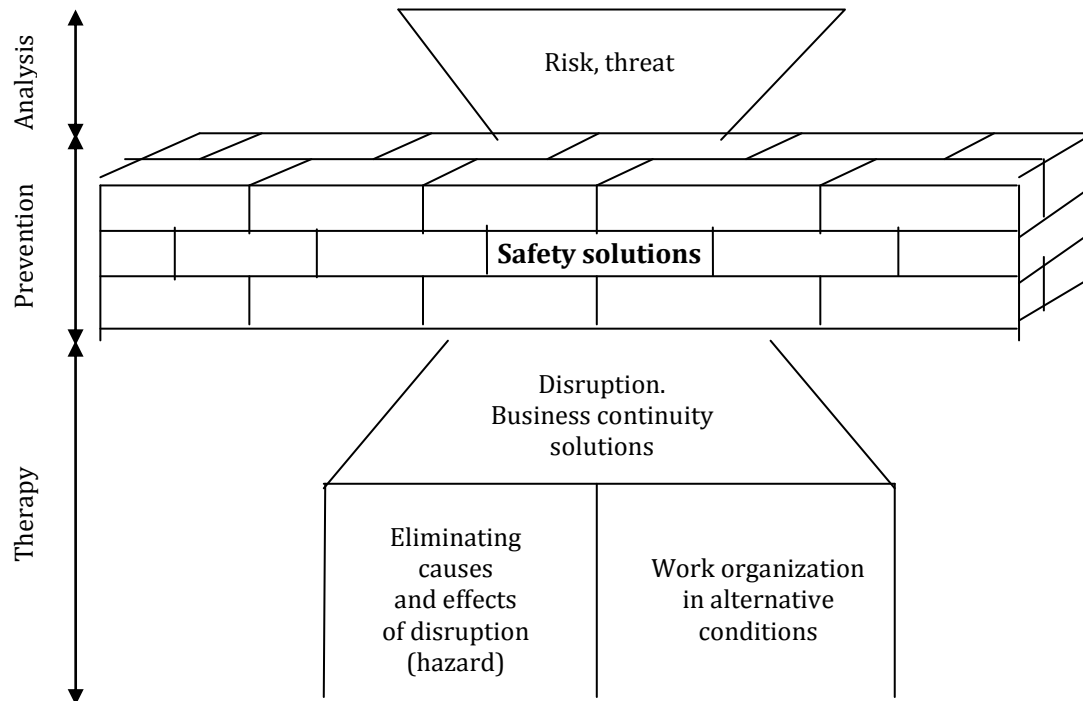 Analysis
Risk, threat
Prevention
Safety solutions
Therapy
Disruption.
Business continuity
solutions
Eliminating
causes
and effects
of disruption
(hazard)
Work organization
in alternative
conditions